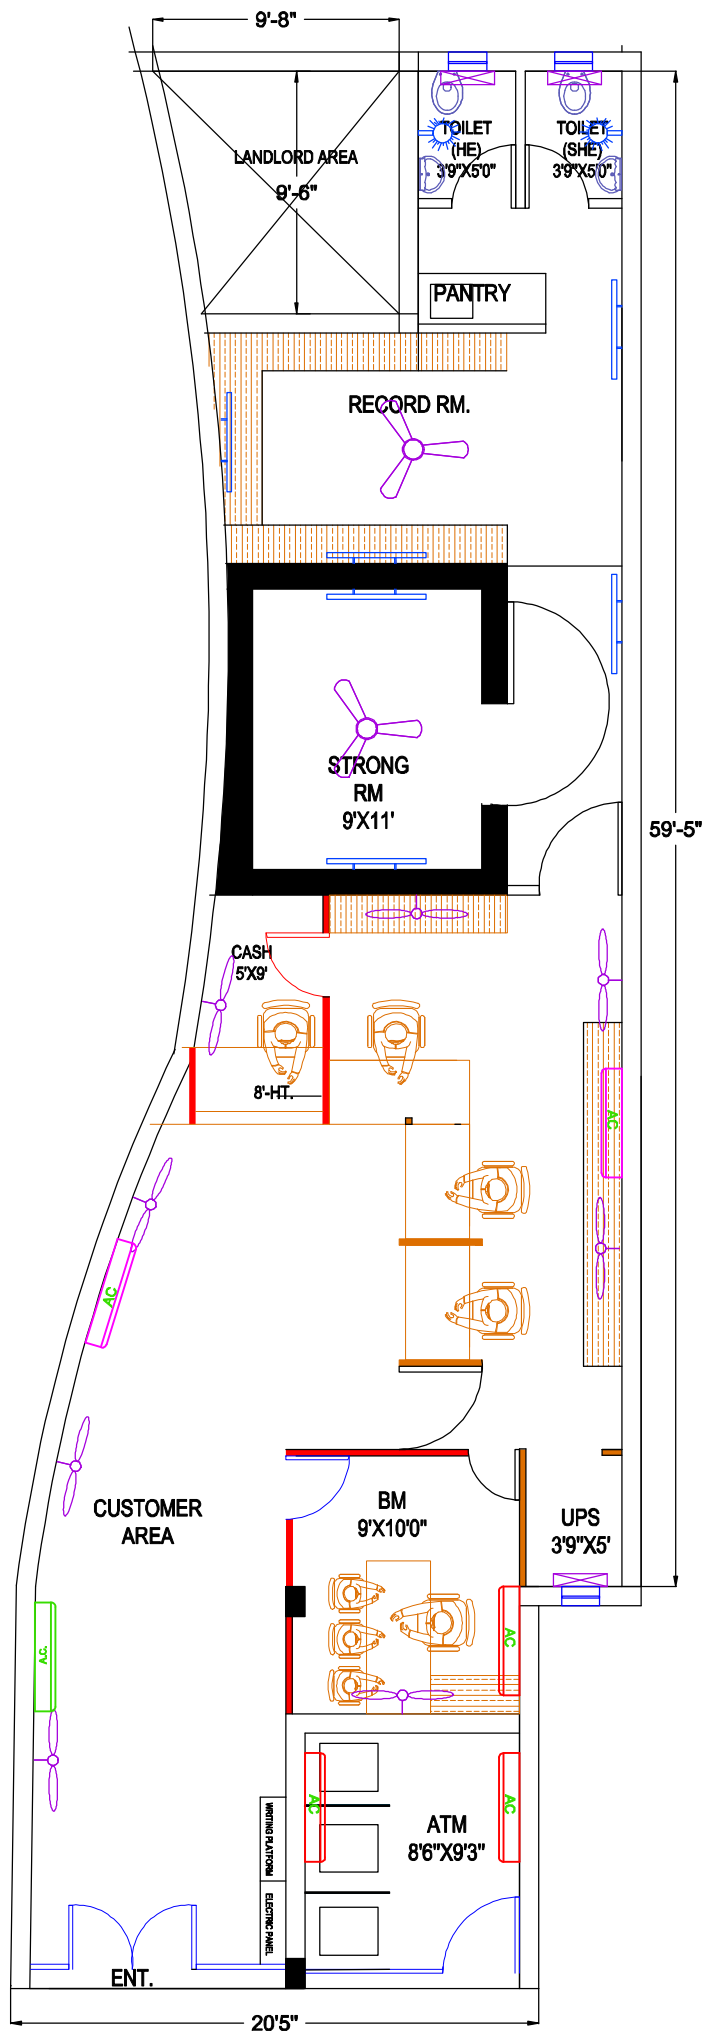 9'-8"
TOILET
(HE)
3'9"X5'0"
TOILET
(SHE)
3'9"X5'0"
LANDLORD AREA
9'-6"
PANTRY
RECORD RM.
STRONG
RM
9'X11'
59'-5"
CASH
5'X9'
8'-HT.
AC
AC
CUSTOMER
AREA
BM
9'X10'0"
UPS
3'9"X5'
A.C.
AC
AC
AC
ATM
8'6"X9'3"
WRITING PLATFORM
ELECTRIC PANEL
ENT.
20'5"